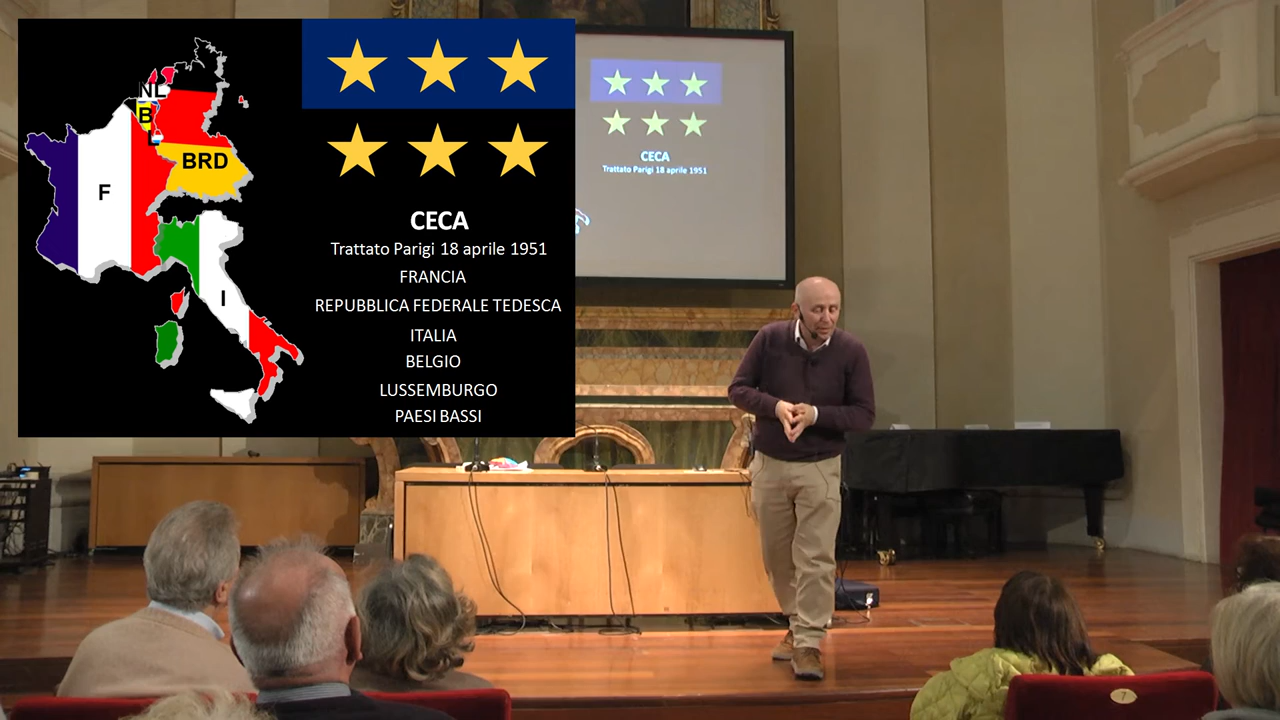 NL
B
L
BRD
F
I
CECA
Trattato Parigi 18 aprile 1951
FRANCIA
REPUBBLICA FEDERALE TEDESCA
ITALIA
BELGIO
LUSSEMBURGO
PAESI BASSI
CECA
Trattato Parigi 18 aprile 1951
7